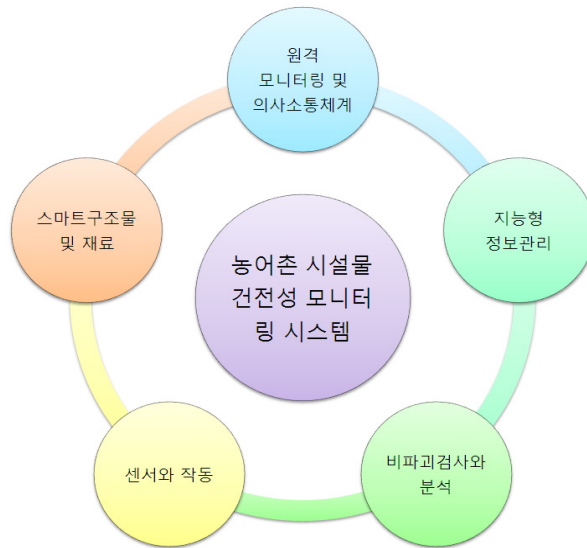 원격
모니터링 및
의사소통체계
스마트구조물
및 재료
지능형
정보관리
농어촌 시설물
건전성 모니터
링 시스템
센서와 작동
비파괴검사와
분석